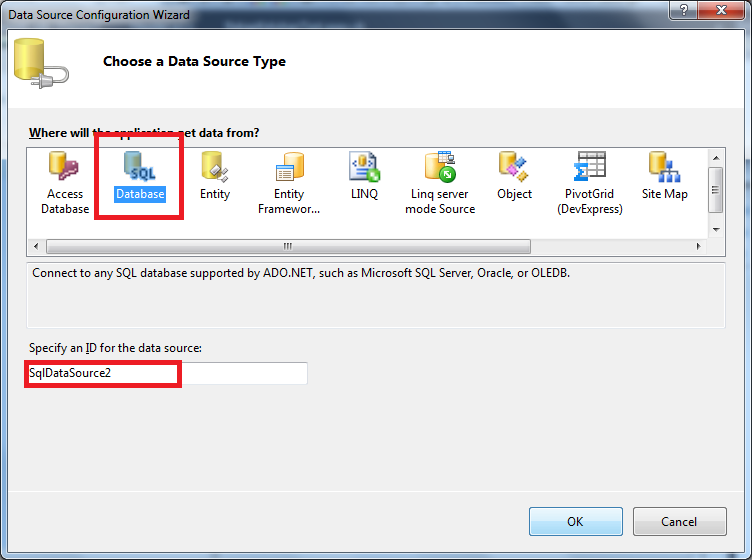 Data Source Configuration Wizard
?
Choose a Data Source Type
Where will the application get data from?
SQL
Access
Database
Database
Entity
Entity
Framewor...
LINQ
Linq server
mode Source
Object
PivotGrid
(DevExpress)
Site Map
Connect to any SQL database supported by ADO.NET, such as Microsoft SQL Server, Oracle, or OLEDB.
Specify an ID for the data source:
SqlDataSource2
OK
Cancel